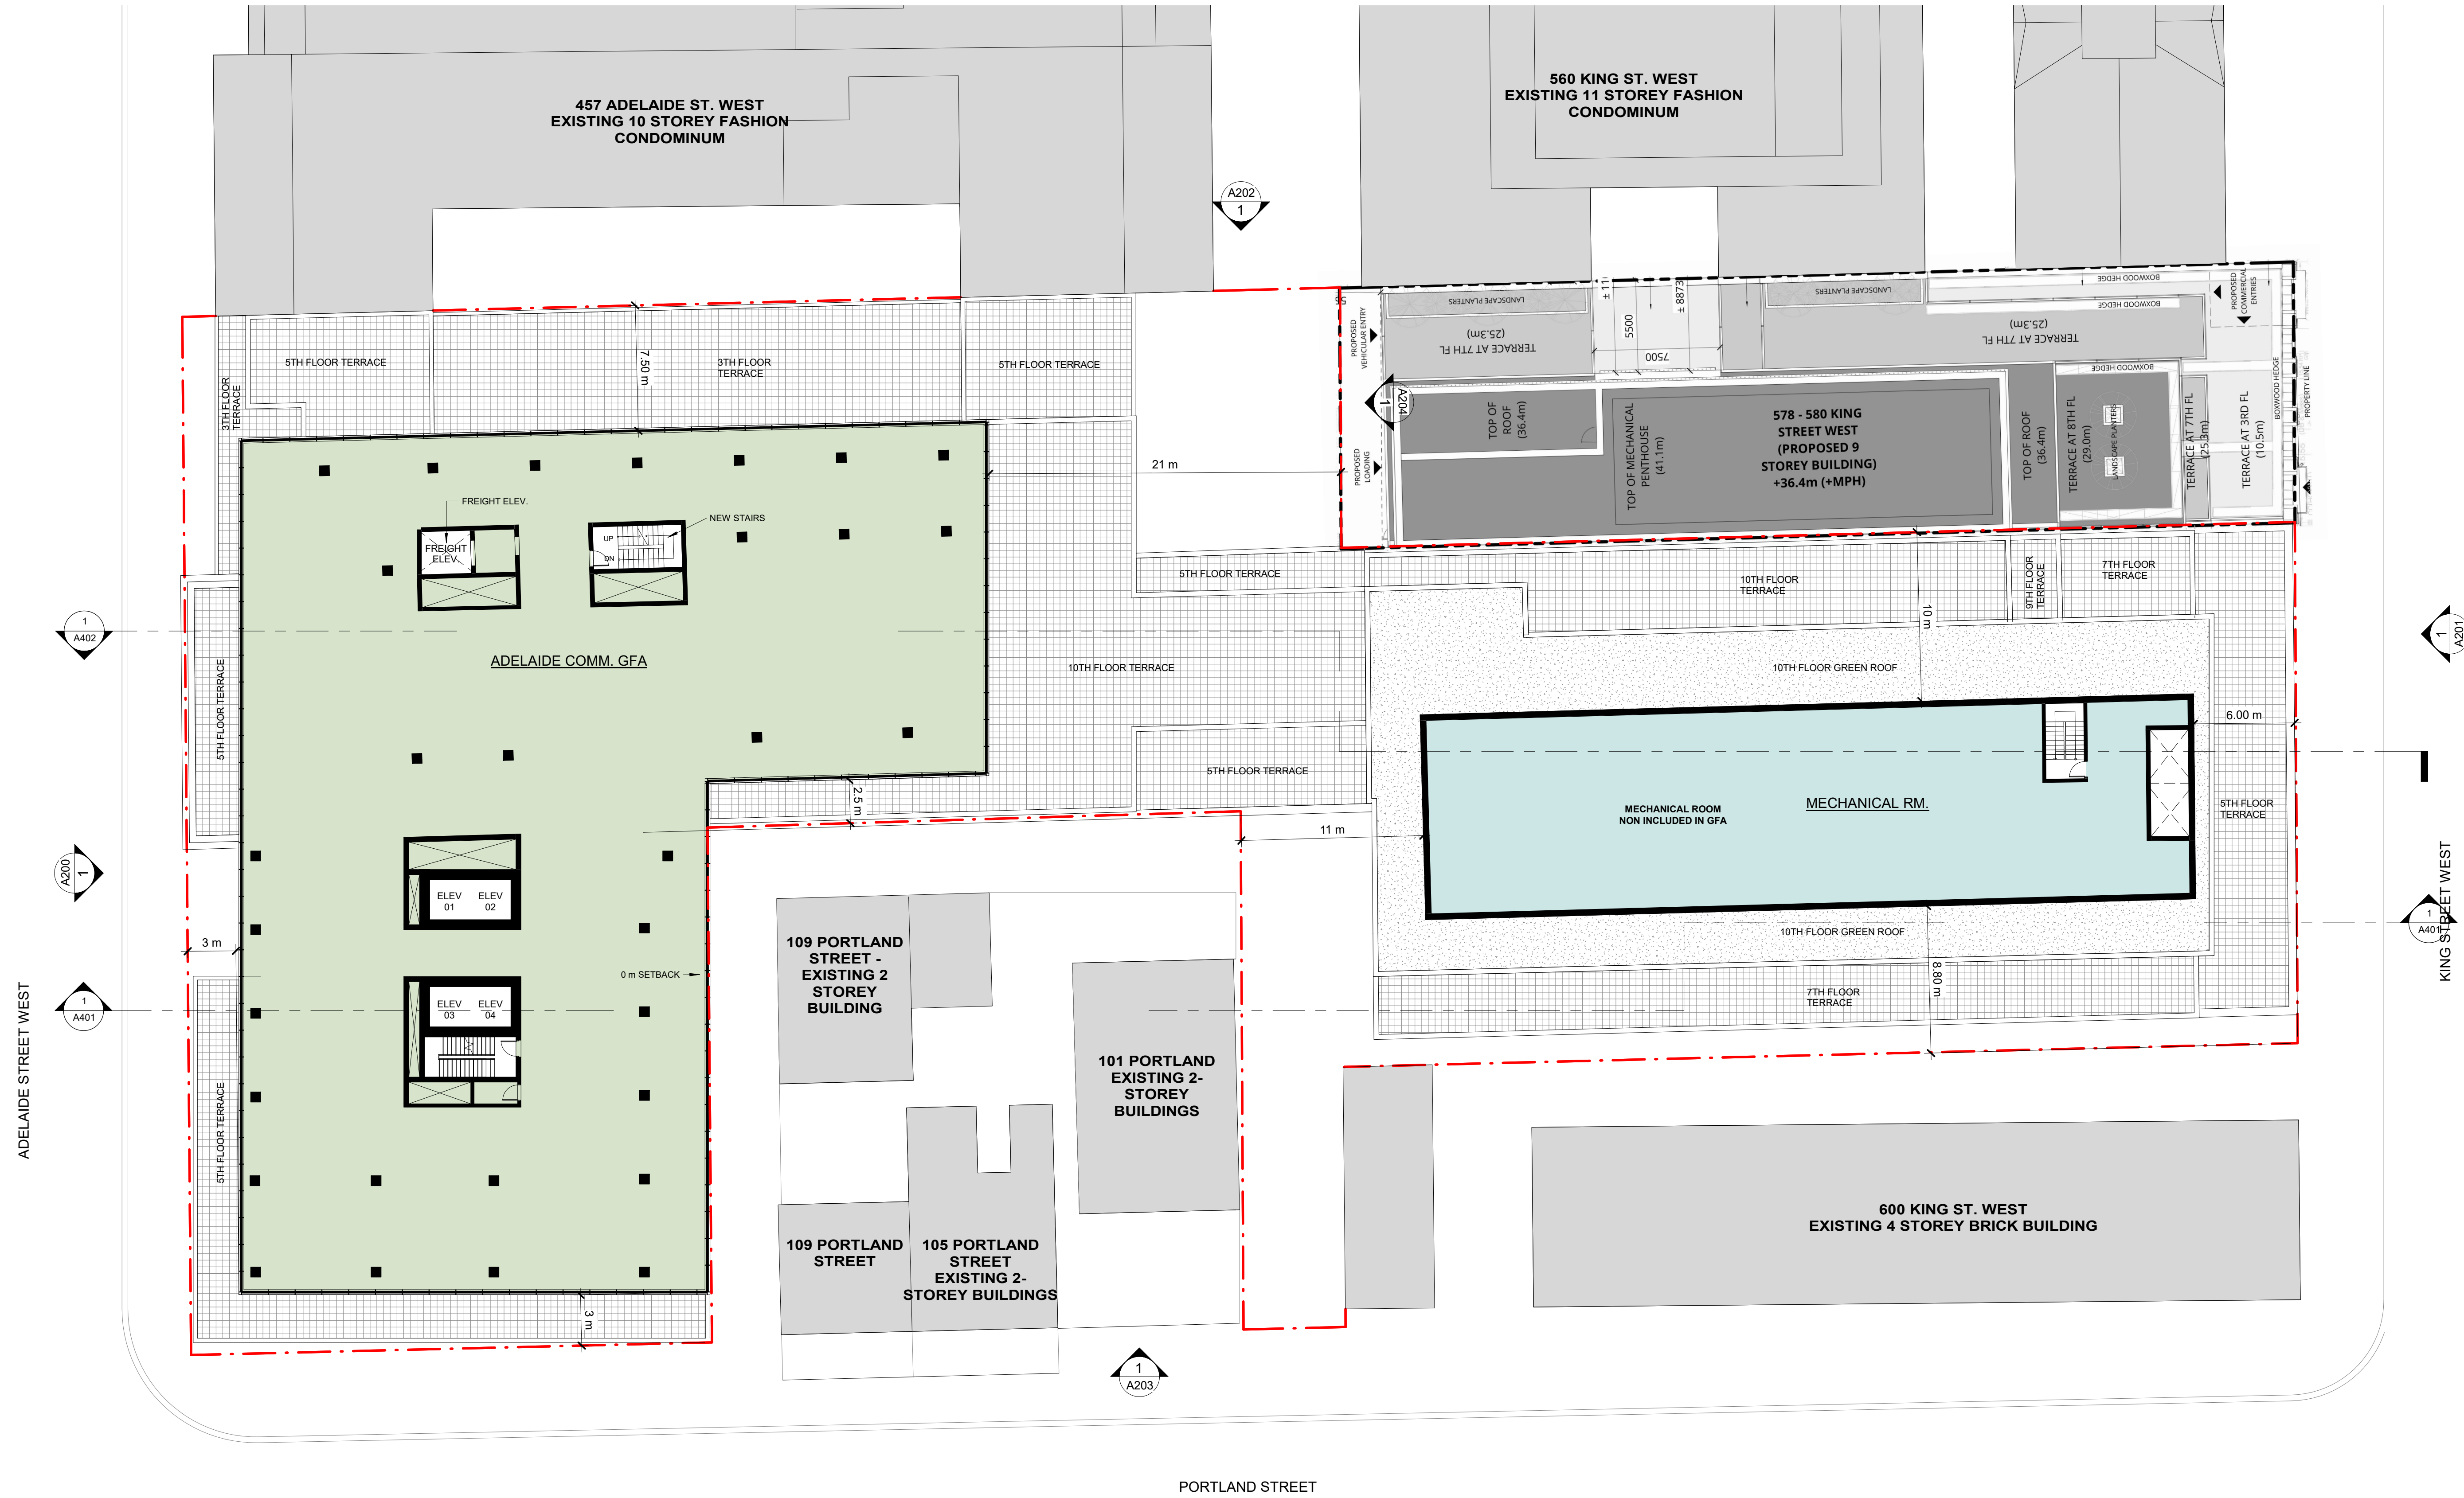 457 ADELAIDE ST. WEST
EXISTING 10 STOREY FASHION
CONDOMINUM
560 KING ST. WEST
EXISTING 11 STOREY FASHION
CONDOMINUM
A202
1
5TH FLOOR TERRACE
3TH FLOOR
TERRACE
7.50 m
3TH FLOOR
TERRACE
5TH FLOOR TERRACE
PROPOSED
VEHICULAR ENTRY
LANDSCAPE PLANTERS
TERRACE AT 7TH FL
(25.3m)
5500
± 8873
7500
LANDSCAPE PLANTERS
BOXWOOD HEDGE
BOXWOOD HEDGE
TERRACE AT 7TH FL
(25.3m)
PROPOSED
COMMERCIAL
ENTRIES
BOXWOOD HEDGE
BOXWOOD HEDGE
PROPERTY LINE
1
A204
PROPOSED
LOADING
TOP OF
ROOF
(36.4m)
TOP OF MECHANICAL
PENTHOUSE
(41.1m)
578 - 580 KING
STREET WEST
(PROPOSED 9
STOREY BUILDING)
+36.4m (+MPH)
TOP OF ROOF
(36.4m)
TERRACE AT 8TH FL
(29.0m)
LANDSCAPE PLANTERS
TERRACE AT 7TH FL
(25.3m)
TERRACE AT 3RD FL
(10.5m)
21 m
FREIGHT ELEV.
FREIGHT
ELEV.
NEW STAIRS
UP
DN
5TH FLOOR TERRACE
10TH FLOOR
TERRACE
9TH FLOOR
TERRACE
7TH FLOOR
TERRACE
10 m
1
A402
1
A201
ADELAIDE COMM. GFA
10TH FLOOR TERRACE
10TH FLOOR GREEN ROOF
5TH FLOOR TERRACE
6.00 m
5TH FLOOR TERRACE
2.5 m
11 m
MECHANICAL ROOM
NON INCLUDED IN GFA
MECHANICAL RM.
5TH FLOOR
TERRACE
A200
1
ELEV
01
ELEV
02
3 m
0 m SETBACK
109 PORTLAND
STREET -
EXISTING 2
STOREY
BUILDING
10TH FLOOR GREEN ROOF
8.80 m
7TH FLOOR
TERRACE
1
A401
KING STREET WEST
ADELAIDE STREET WEST
1
A401
ELEV
03
ELEV
04
101 PORTLAND
EXISTING 2-
STOREY
BUILDINGS
5TH FLOOR TERRACE
109 PORTLAND
STREET
105 PORTLAND
STREET
EXISTING 2-
STOREY BUILDINGS
600 KING ST. WEST
EXISTING 4 STOREY BRICK BUILDING
3 m
1
A203
PORTLAND STREET